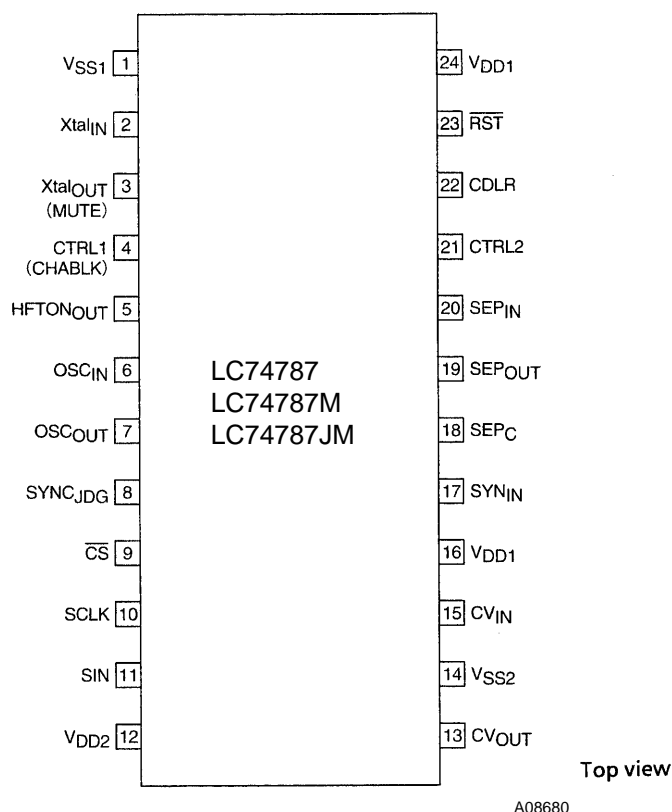 VSS1 1
XtalIN 2
XtalOUT 3
(MUTE)
CTRL1 4
(CHABLK)
HFTONOUT 5
OSCIN 6
OSCOUT 7
SYNCJDG 8
C̅S̅ 9
SCLK 10
SIN 11
VDD2 12
LC74787
LC74787M
LC74787JM
24 VDD1
23 R̅S̅T̅
22 CDLR
21 CTRL2
20 SEPIN
19 SEPOUT
18 SEPC
17 SYNIN
16 VDD1
15 CVIN
14 VSS2
13 CVOUT
Top view
A08680